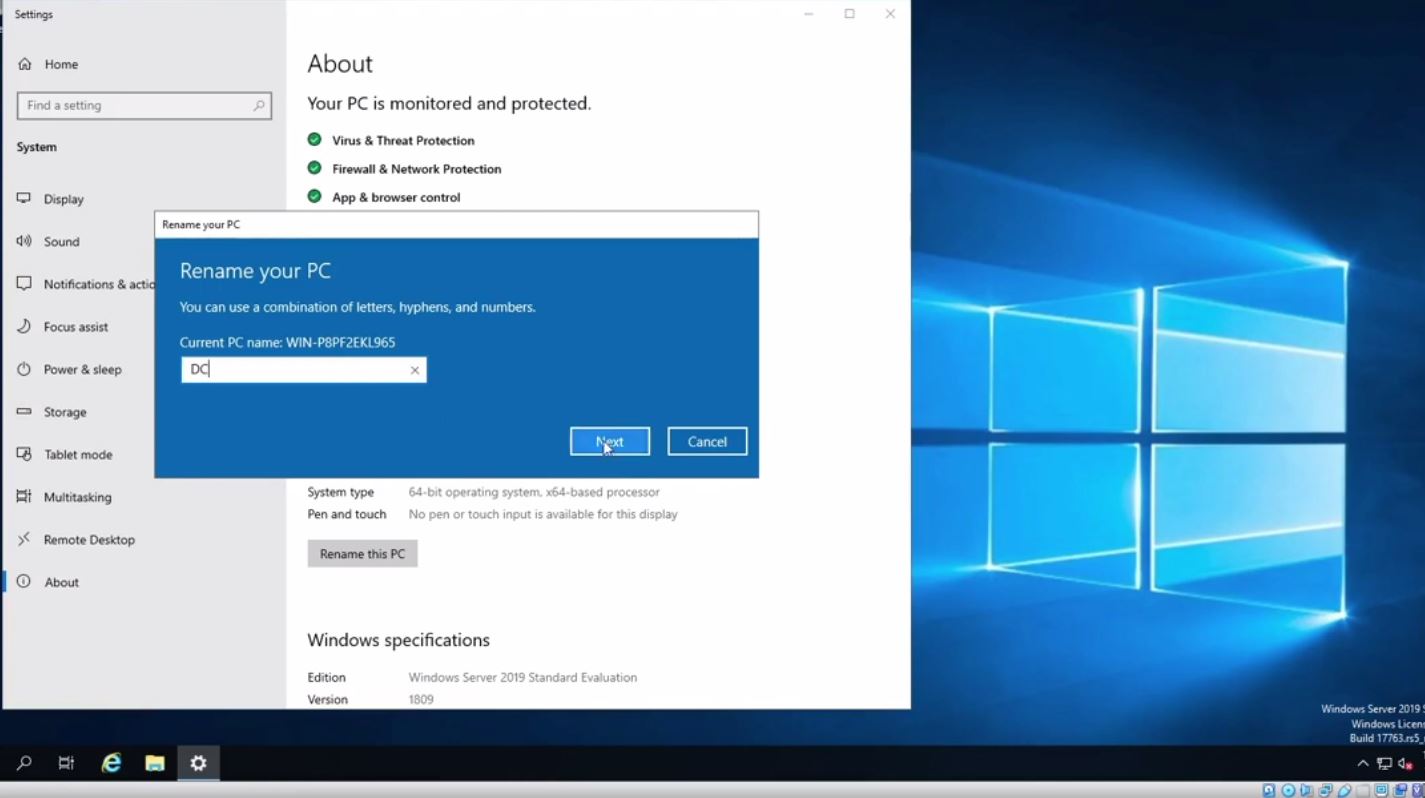 Settings
Home
Find a setting
System
Display
Sound
Notifications & actio
Focus assist
Power & sleep
Storage
Tablet mode
Multitasking
Remote Desktop
About
About
Your PC is monitored and protected.
Virus & Threat Protection
Firewall & Network Protection
App & browser control
Rename your PC
Rename your PC
You can use a combination of letters, hyphens, and numbers.
Current PC name: WIN-P8PF2EKL965
DC
Next
Cancel
System type 64-bit operating system, x64-based processor
Pen and touch No pen or touch input is available for this display
Rename this PC
Windows specifications
Edition Windows Server 2019 Standard Evaluation
Version 1809
Windows Server 2019 S
Windows Licens
Build 17763.rs5_